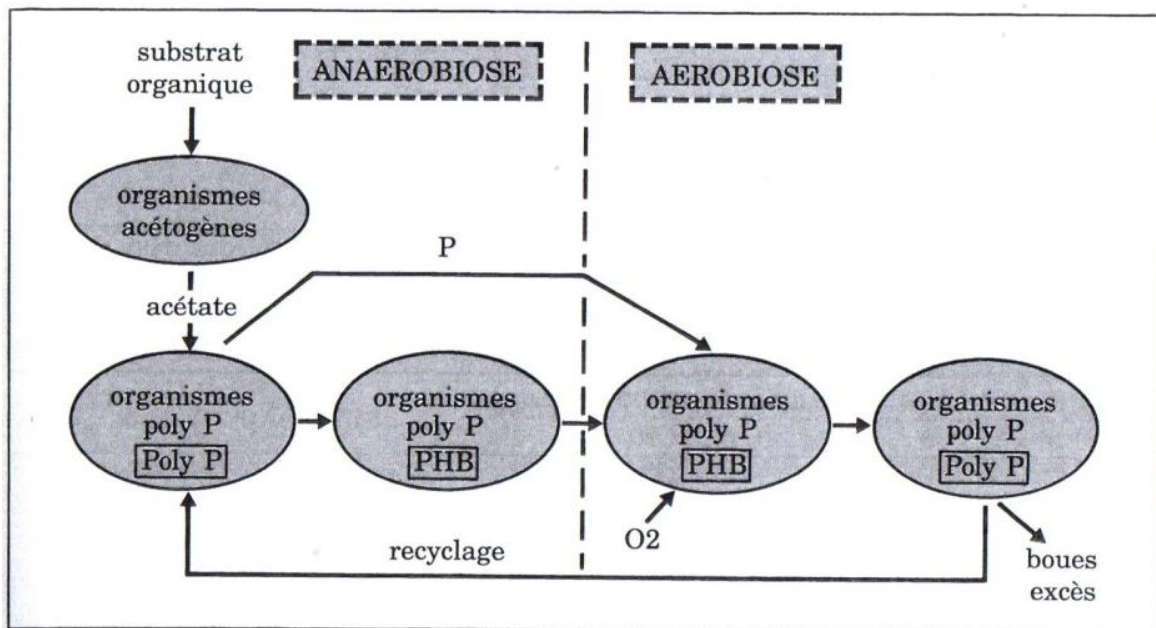 substrat
organique
ANAEROBIOSE
AEROBIOSE
organismes
acétogènes
P
acétate
organismes
poly P
Poly P
organismes
poly P
PHB
organismes
poly P
PHB
organismes
poly P
Poly P
O2
recyclage
boues
excès